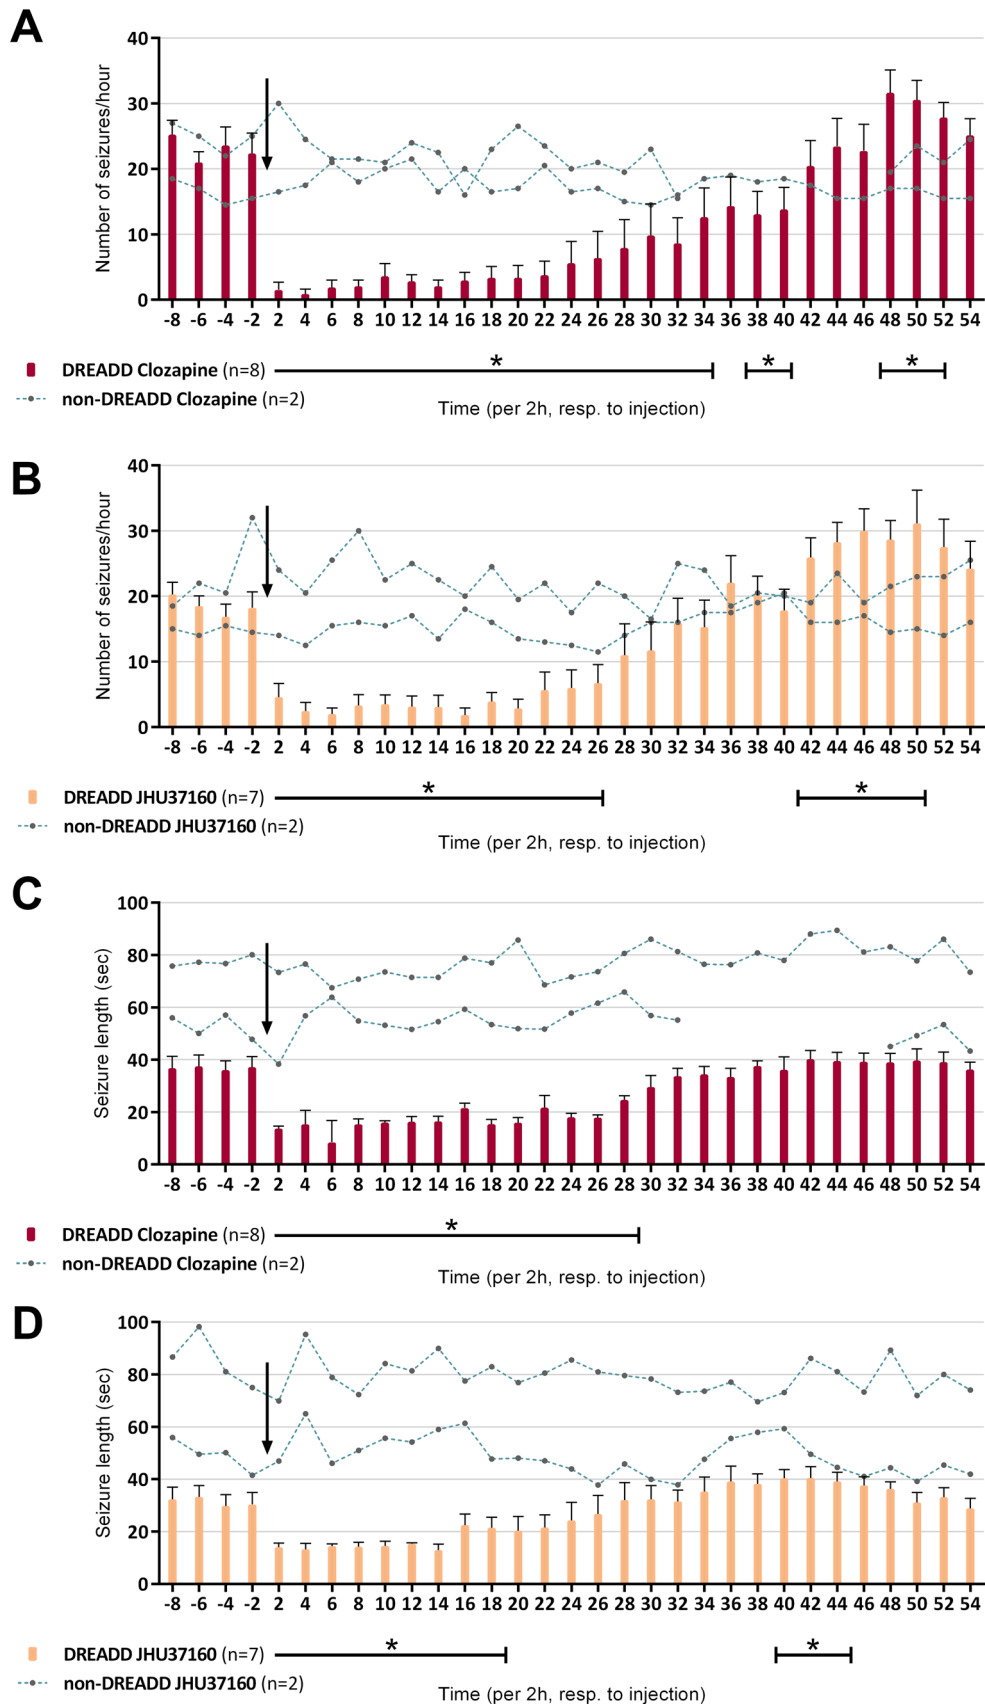 A
Number of seizures/hour
40
30
20
10
0
-8 -6 -4 -2 2 4 6 8 10 12 14 16 18 20 22 24 26 28 30 32 34 36 38 40 42 44 46 48 50 52 54
* * *
DREADD Clozapine (n=8)
non-DREADD Clozapine (n=2)
Time (per 2h, resp. to injection)
B
Number of seizures/hour
40
30
20
10
0
-8 -6 -4 -2 2 4 6 8 10 12 14 16 18 20 22 24 26 28 30 32 34 36 38 40 42 44 46 48 50 52 54
* *
DREADD JHU37160 (n=7)
non-DREADD JHU37160 (n=2)
Time (per 2h, resp. to injection)
C
Seizure length (sec)
100
80
60
40
20
0
-8 -6 -4 -2 2 4 6 8 10 12 14 16 18 20 22 24 26 28 30 32 34 36 38 40 42 44 46 48 50 52 54
*
DREADD Clozapine (n=8)
non-DREADD Clozapine (n=2)
Time (per 2h, resp. to injection)
D
Seizure length (sec)
100
80
60
40
20
0
-8 -6 -4 -2 2 4 6 8 10 12 14 16 18 20 22 24 26 28 30 32 34 36 38 40 42 44 46 48 50 52 54
* *
DREADD JHU37160 (n=7)
non-DREADD JHU37160 (n=2)
Time (per 2h, resp. to injection)